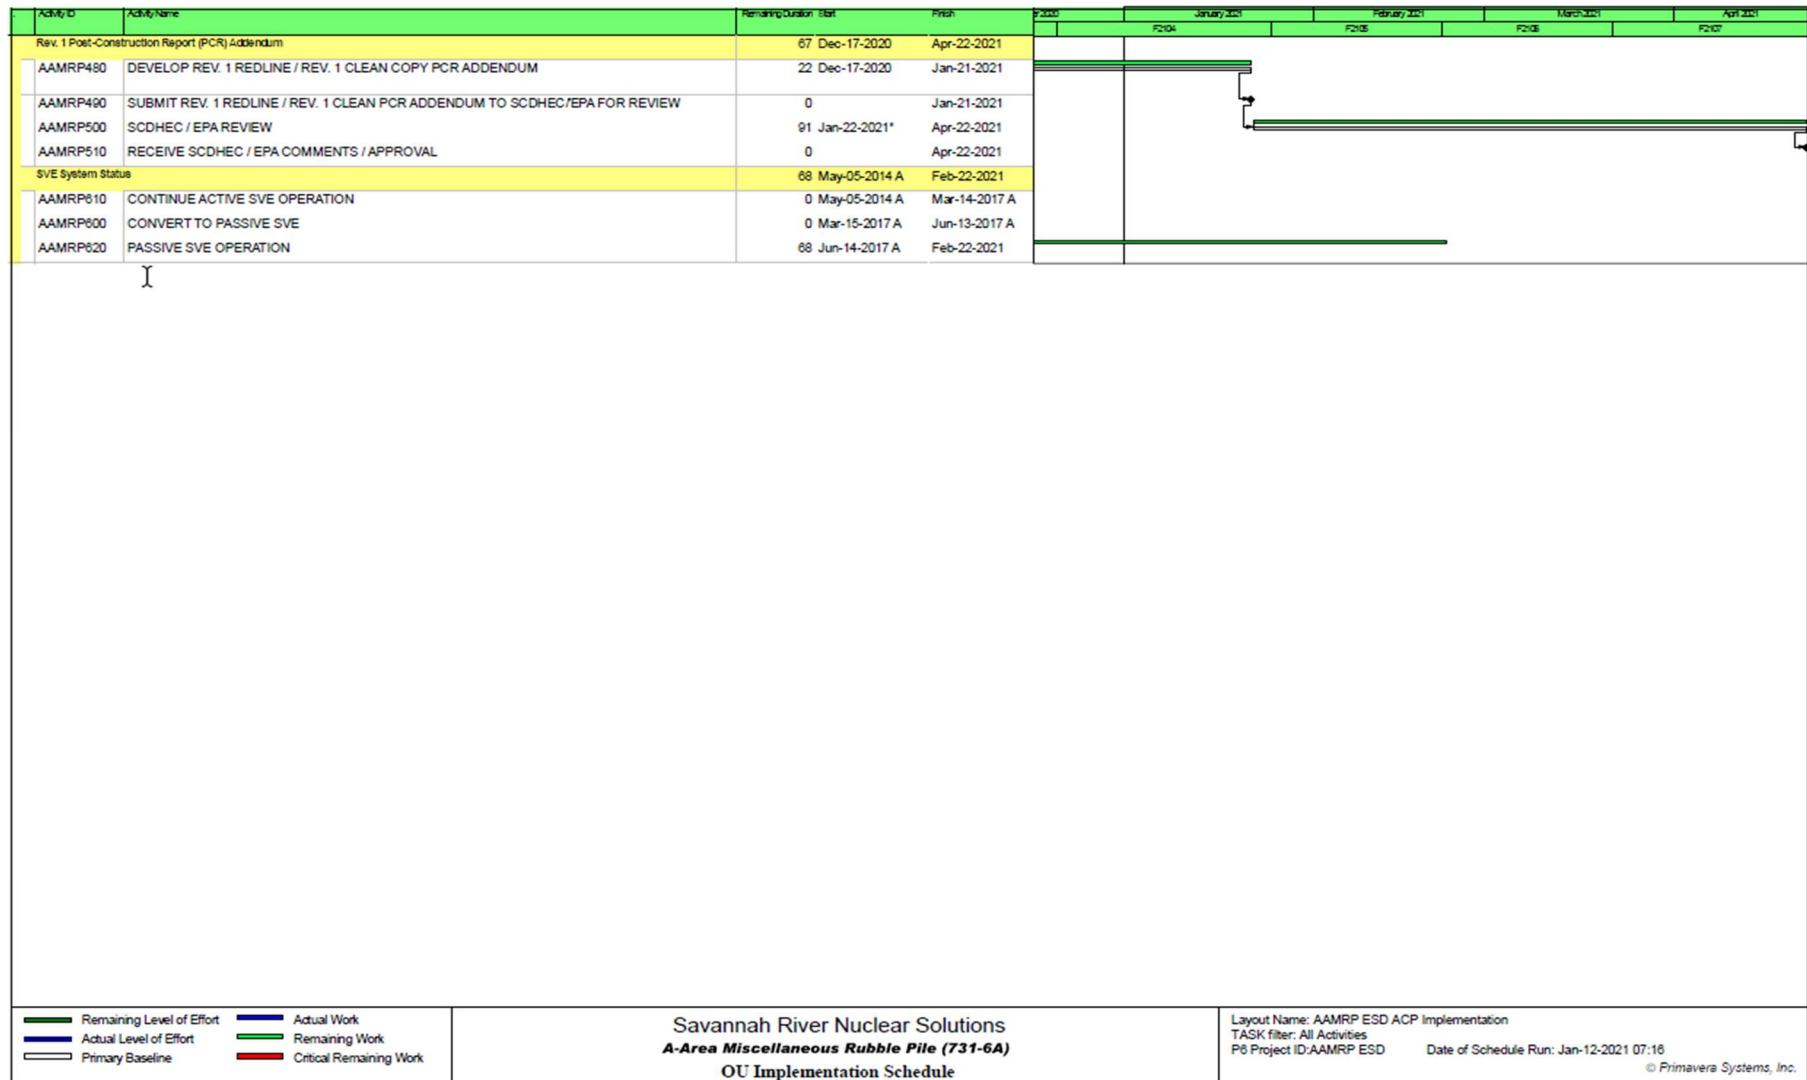 Activity ID Activity Name Remaining Duration Start Finish r 2020 January 2021 February 2021 March 2021 April 2021
F2104 F2105 F2106 F2107
Rev. 1 Post-Construction Report (PCR) Addendum 67 Dec-17-2020 Apr-22-2021
AAMRP480 DEVELOP REV. 1 REDLINE / REV. 1 CLEAN COPY PCR ADDENDUM 22 Dec-17-2020 Jan-21-2021
AAMRP490 SUBMIT REV. 1 REDLINE / REV. 1 CLEAN PCR ADDENDUM TO SCDHEC/EPA FOR REVIEW 0 Jan-21-2021
AAMRP500 SCDHEC / EPA REVIEW 91 Jan-22-2021* Apr-22-2021
AAMRP510 RECEIVE SCDHEC / EPA COMMENTS / APPROVAL 0 Apr-22-2021
SVE System Status 68 May-05-2014 A Feb-22-2021
AAMRP610 CONTINUE ACTIVE SVE OPERATION 0 May-05-2014 A Mar-14-2017 A
AAMRP600 CONVERT TO PASSIVE SVE 0 Mar-15-2017 A Jun-13-2017 A
AAMRP620 PASSIVE SVE OPERATION 68 Jun-14-2017 A Feb-22-2021
Remaining Level of Effort Actual Work
Actual Level of Effort Remaining Work
Primary Baseline Critical Remaining Work
Savannah River Nuclear Solutions
A-Area Miscellaneous Rubble Pile (731-6A)
OU Implementation Schedule
Layout Name: AAMRP ESD ACP Implementation
TASK filter: All Activities
P6 Project ID:AAMRP ESD Date of Schedule Run: Jan-12-2021 07:16
© Primavera Systems, Inc.